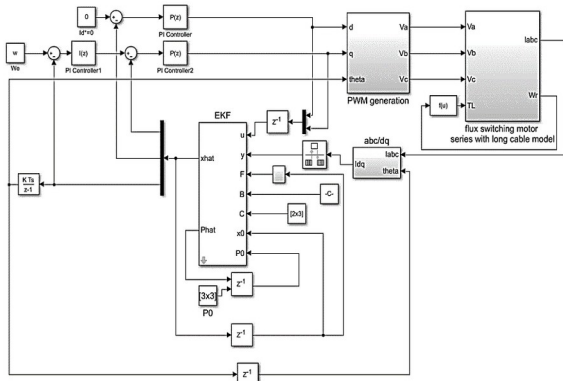 0
Id*=0
P(z)
PI Controller
w
We
I(z)
PI Controller1
P(z)
PI Controller2
d
q
theta
Va
Vb
Vc
PWM generation
Va
Vb
Vc
TL
Iabc
Wr
flux switching motor
series with long cable model
f(u)
Iabc
Wr
EKF
z⁻¹
u
y
F
B
C
x0
P0
xhat
Phat
abc/dq
Idq
Iabc
theta
-C-
[2x3]
K Ts
z-1
z⁻¹
[3x3]
P0
z⁻¹
z⁻¹